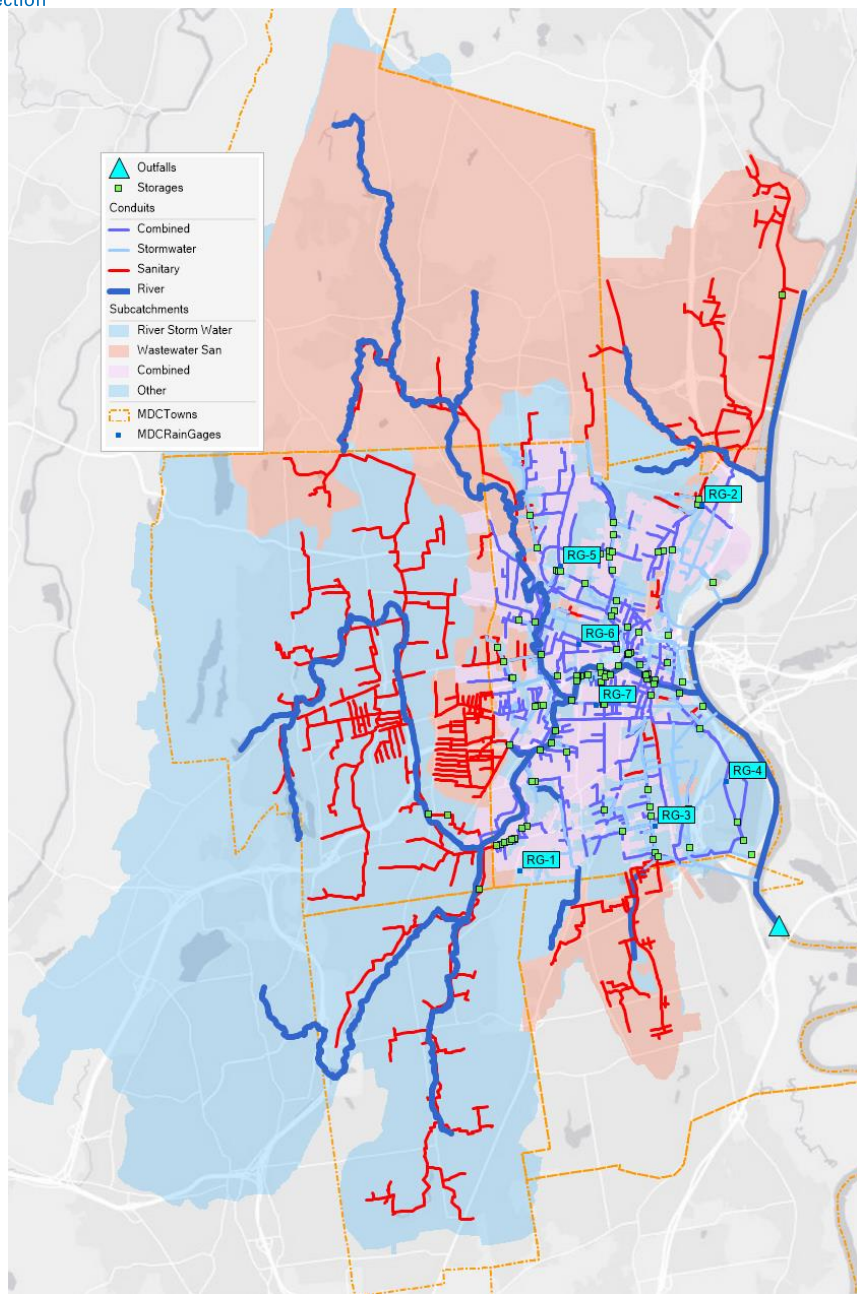 ection
Outfalls
Storages
Conduits
Combined
Stormwater
Sanitary
River
Subcatchments
River Storm Water
Wastewater San
Combined
Other
MDCTowns
MDCRainGages
RG-2
RG-5
RG-6
RG-7
RG-4
RG-3
RG-1